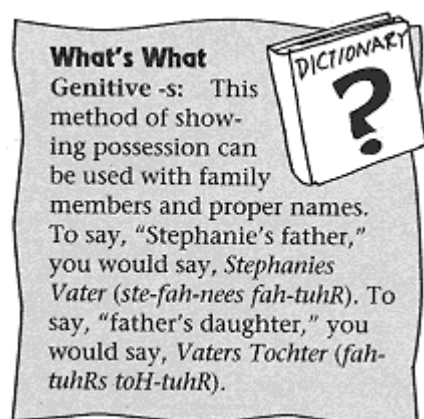 What's What
DICTIONARY
?
Genitive -s: This
method of show-
ing possession can
be used with family
members and proper names.
To say, "Stephanie's father,"
you would say, Stephanies
Vater (ste-fah-nees fah-tuhR). To
say, "father's daughter," you
would say, Vaters Tochter (fah-
tuhRs toH-tuhR).